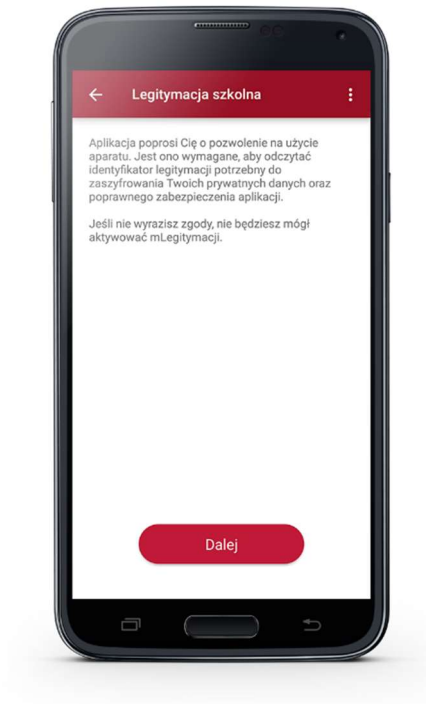 Legitymacja szkolna
Aplikacja poprosi Cię o pozwolenie na użycie
aparatu. Jest ono wymagane, aby odczytać
identyfikator legitymacji potrzebny do
zaszyfrowania Twoich prywatnych danych oraz
poprawnego zabezpieczenia aplikacji.
Jeśli nie wyrazisz zgody, nie będziesz mógł
aktywować mLegitymacji.
Dalej